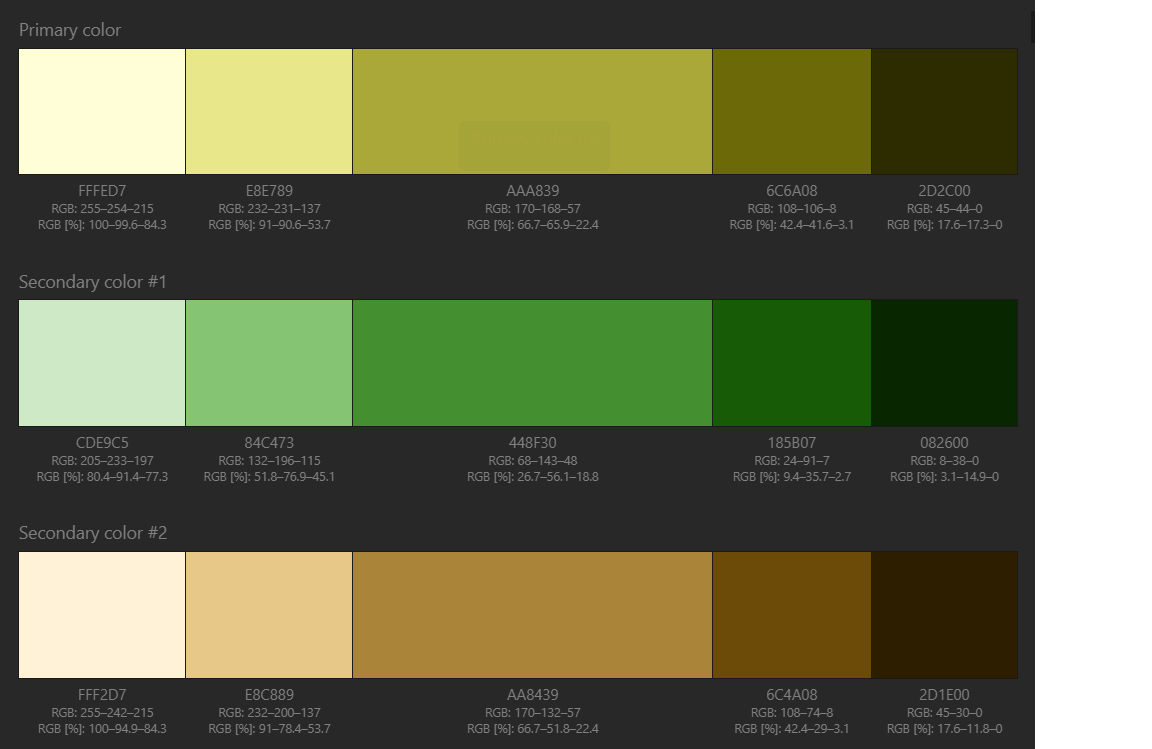 Primary color
FFFED7 E8E789 AAA839 6C6A08 2D2C00
RGB: 255–254–215 RGB: 232–231–137 RGB: 170–168–57 RGB: 108–106–8 RGB: 45–44–0
RGB [%]: 100–99.6–84.3 RGB [%]: 91–90.6–53.7 RGB [%]: 66.7–65.9–22.4 RGB [%]: 42.4–41.6–3.1 RGB [%]: 17.6–17.3–0
Secondary color #1
CDE9C5 84C473 448F30 185B07 082600
RGB: 205–233–197 RGB: 132–196–115 RGB: 68–143–48 RGB: 24–91–7 RGB: 8–38–0
RGB [%]: 80.4–91.4–77.3 RGB [%]: 51.8–76.9–45.1 RGB [%]: 26.7–56.1–18.8 RGB [%]: 9.4–35.7–2.7 RGB [%]: 3.1–14.9–0
Secondary color #2
FFF2D7 E8C889 AA8439 6C4A08 2D1E00
RGB: 255–242–215 RGB: 232–200–137 RGB: 170–132–57 RGB: 108–74–8 RGB: 45–30–0
RGB [%]: 100–94.9–84.3 RGB [%]: 91–78.4–53.7 RGB [%]: 66.7–51.8–22.4 RGB [%]: 42.4–29–3.1 RGB [%]: 17.6–11.8–0